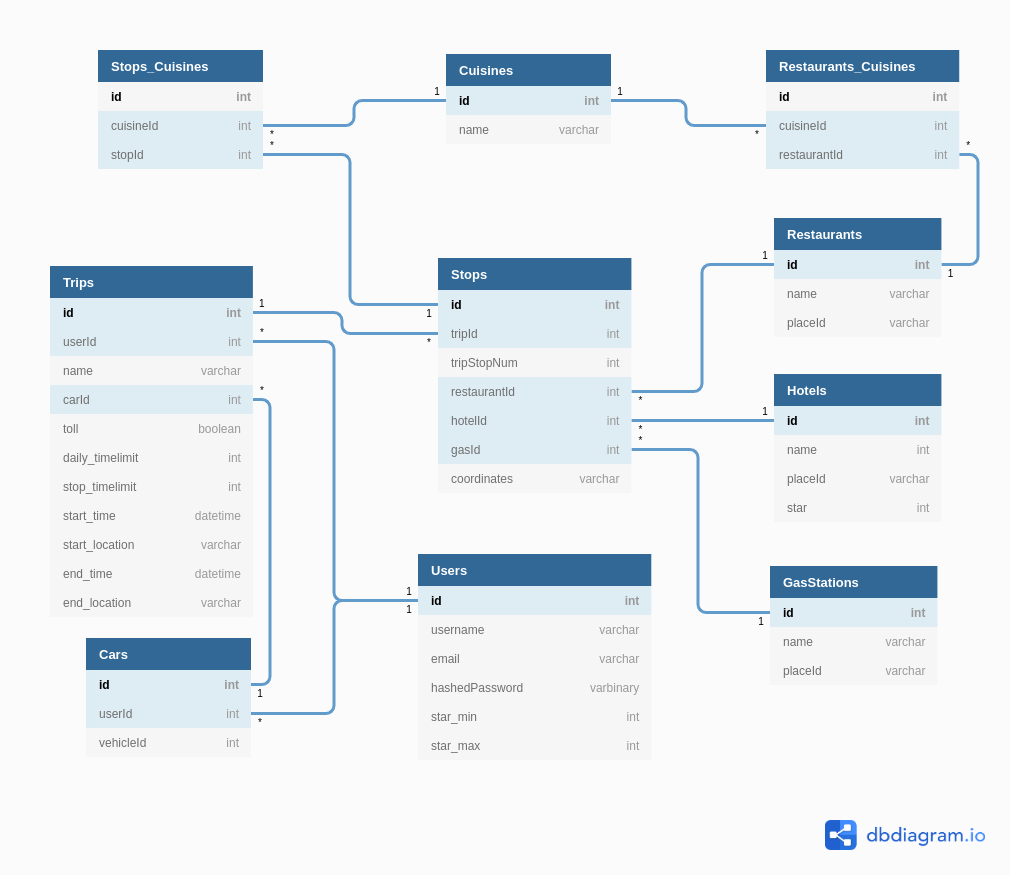 Stops_Cuisines
id int
cuisineId int
stopId int
Cuisines
id int
name varchar
Restaurants_Cuisines
id int
cuisineId int
restaurantId int
1
*
*
1
1
*
*
1
Restaurants
id int
name varchar
placeId varchar
1
Trips
id int
userId int
name varchar
carId int
toll boolean
daily_timelimit int
stop_timelimit int
start_time datetime
start_location varchar
end_time datetime
end_location varchar
1
*
*
Stops
id int
tripId int
tripStopNum int
restaurantId int
hotelId int
gasId int
coordinates varchar
1
*
*
*
*
Hotels
id int
name int
placeId varchar
star int
1
Cars
id int
userId int
vehicleId int
1
*
Users
id int
username varchar
email varchar
hashedPassword varbinary
star_min int
star_max int
1
1
GasStations
id int
name varchar
placeId varchar
1
dbdiagram.io